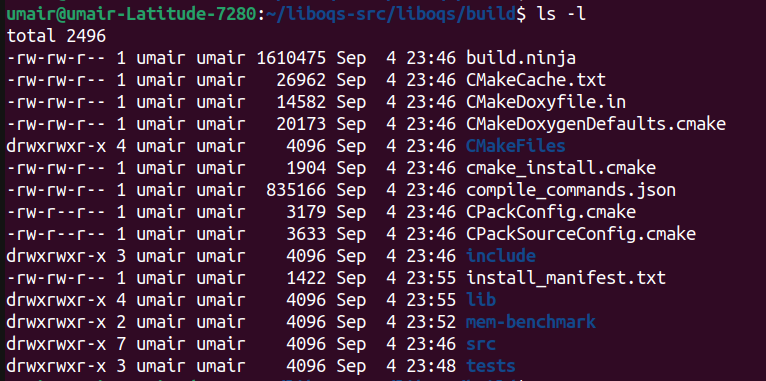 umair@umair-Latitude-7280:~/liboqs-src/liboqs/build$ ls -l
total 2496
-rw-rw-r-- 1 umair umair 1610475 Sep  4 23:46 build.ninja
-rw-rw-r-- 1 umair umair   26962 Sep  4 23:46 CMakeCache.txt
-rw-rw-r-- 1 umair umair   14582 Sep  4 23:46 CMakeDoxyfile.in
-rw-rw-r-- 1 umair umair   20173 Sep  4 23:46 CMakeDoxygenDefaults.cmake
drwxrwxr-x 4 umair umair    4096 Sep  4 23:46 CMakeFiles
-rw-rw-r-- 1 umair umair    1904 Sep  4 23:46 cmake_install.cmake
-rw-rw-r-- 1 umair umair  835166 Sep  4 23:46 compile_commands.json
-rw-r--r-- 1 umair umair    3179 Sep  4 23:46 CPackConfig.cmake
-rw-r--r-- 1 umair umair    3633 Sep  4 23:46 CPackSourceConfig.cmake
drwxrwxr-x 3 umair umair    4096 Sep  4 23:46 include
-rw-rw-r-- 1 umair umair    1422 Sep  4 23:55 install_manifest.txt
drwxrwxr-x 4 umair umair    4096 Sep  4 23:55 lib
drwxrwxr-x 2 umair umair    4096 Sep  4 23:52 mem-benchmark
drwxrwxr-x 7 umair umair    4096 Sep  4 23:46 src
drwxrwxr-x 3 umair umair    4096 Sep  4 23:48 tests